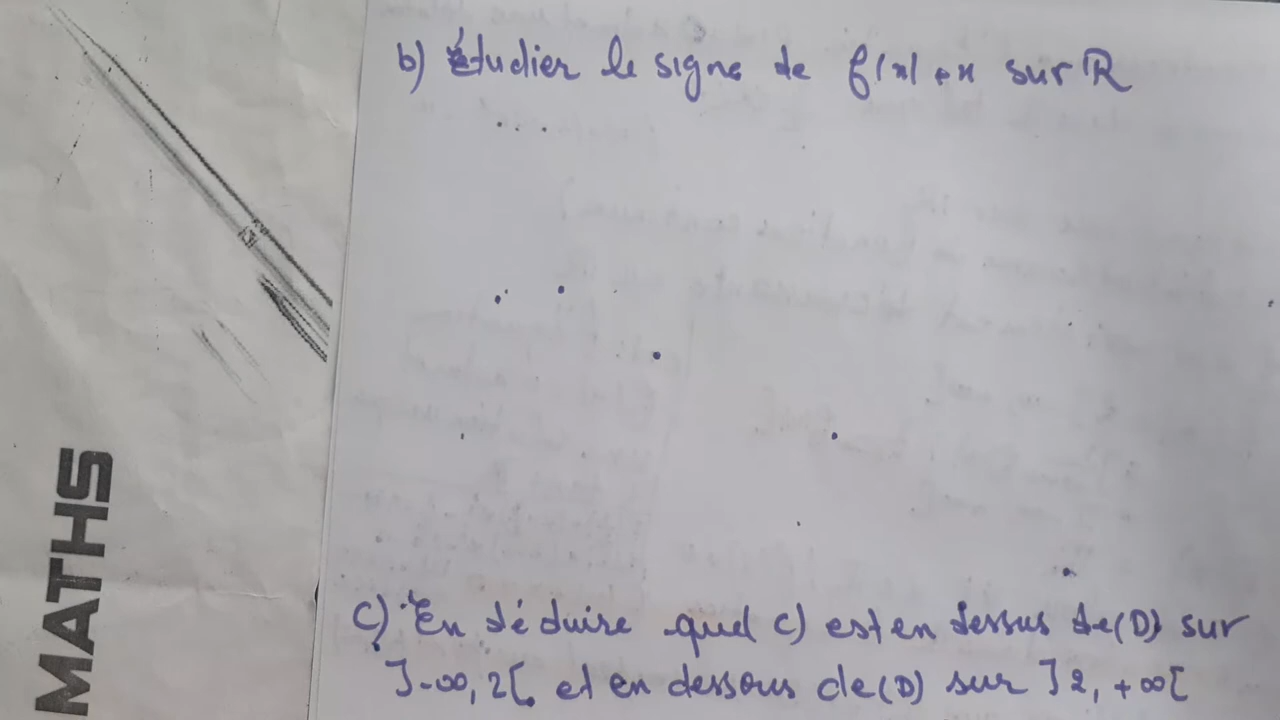 b) étudier le signe de f(x) + x sur ℝ
c) En déduire que (C) est en dessus de (D) sur
]-∞, 2[ et en dessous de (D) sur ]2, +∞[
MATHS